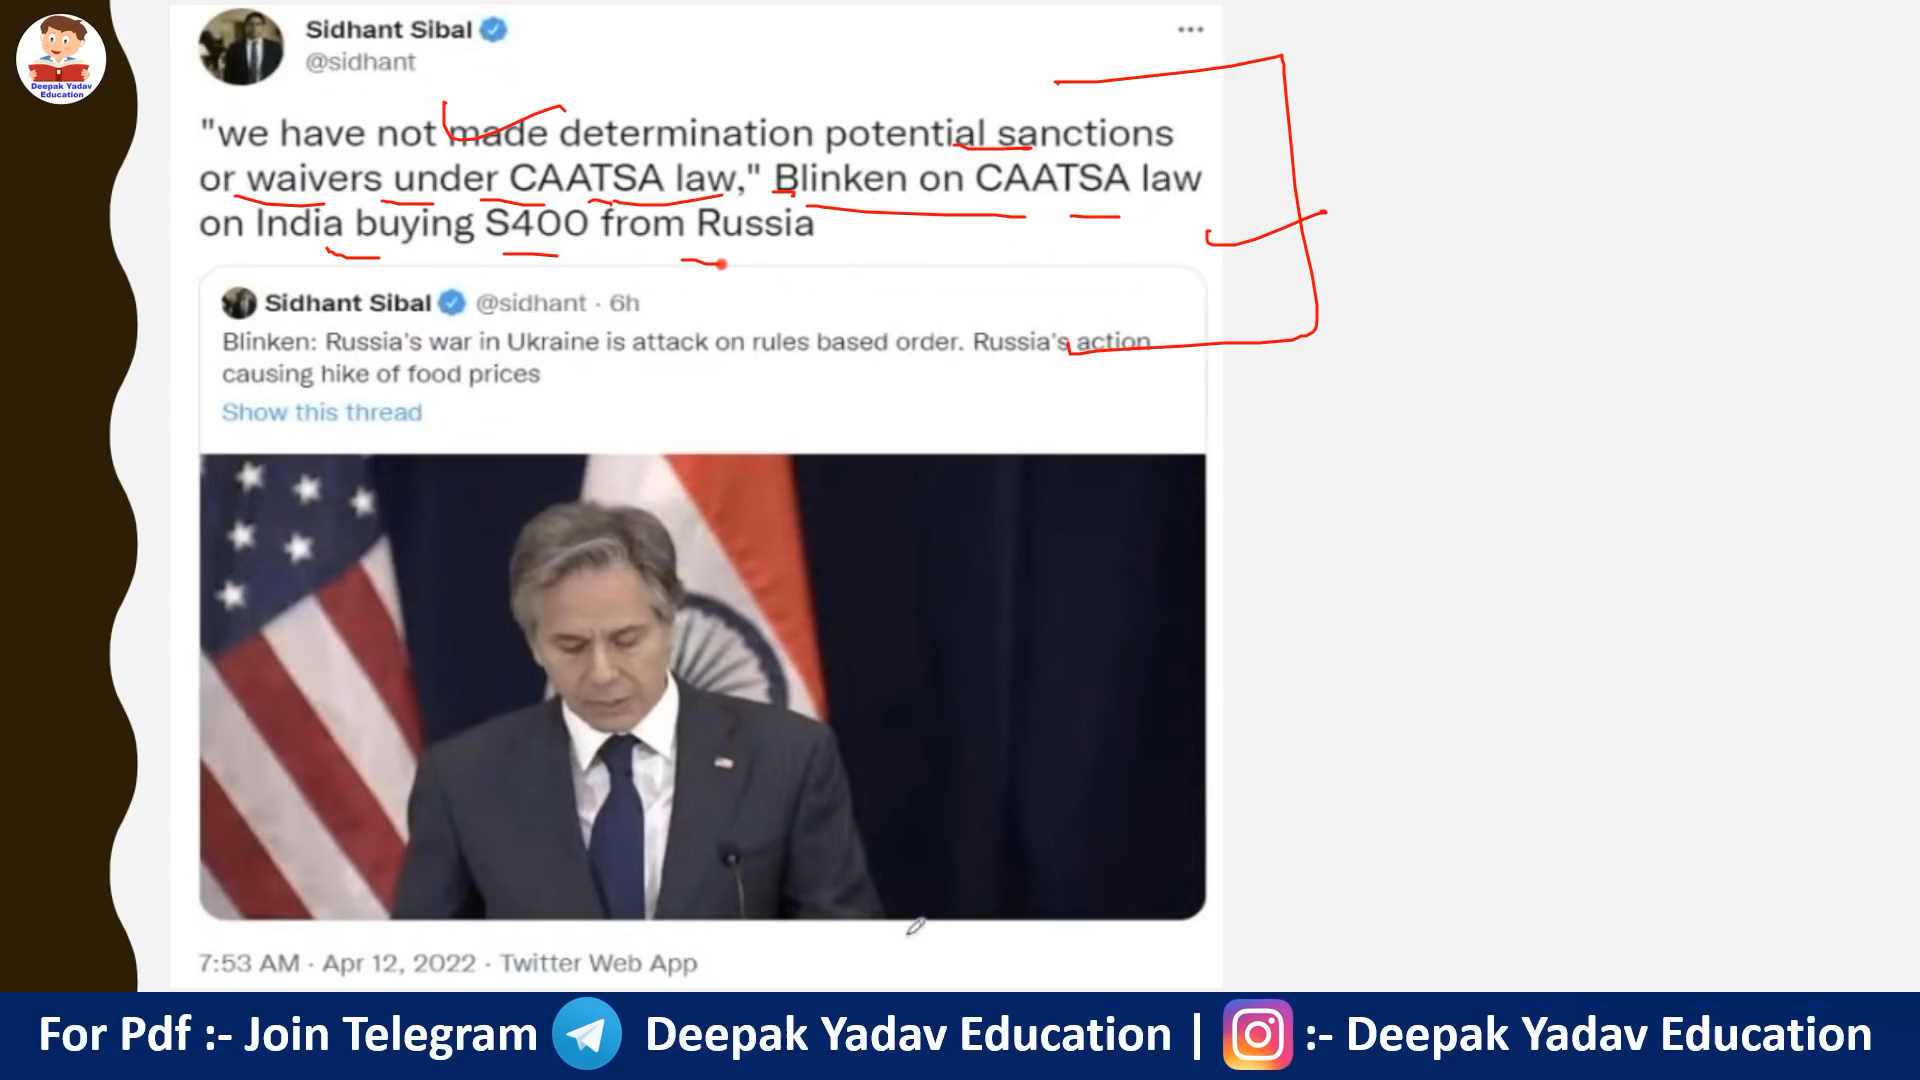 Deepak Yadav
Education
Sidhant Sibal
@sidhant
"we have not made determination potential sanctions
or waivers under CAATSA law," Blinken on CAATSA law
on India buying S400 from Russia
Sidhant Sibal @sidhant · 6h
Blinken: Russia's war in Ukraine is attack on rules based order. Russia's action
causing hike of food prices
Show this thread
7:53 AM · Apr 12, 2022 · Twitter Web App
For Pdf :- Join Telegram Deepak Yadav Education | :- Deepak Yadav Education